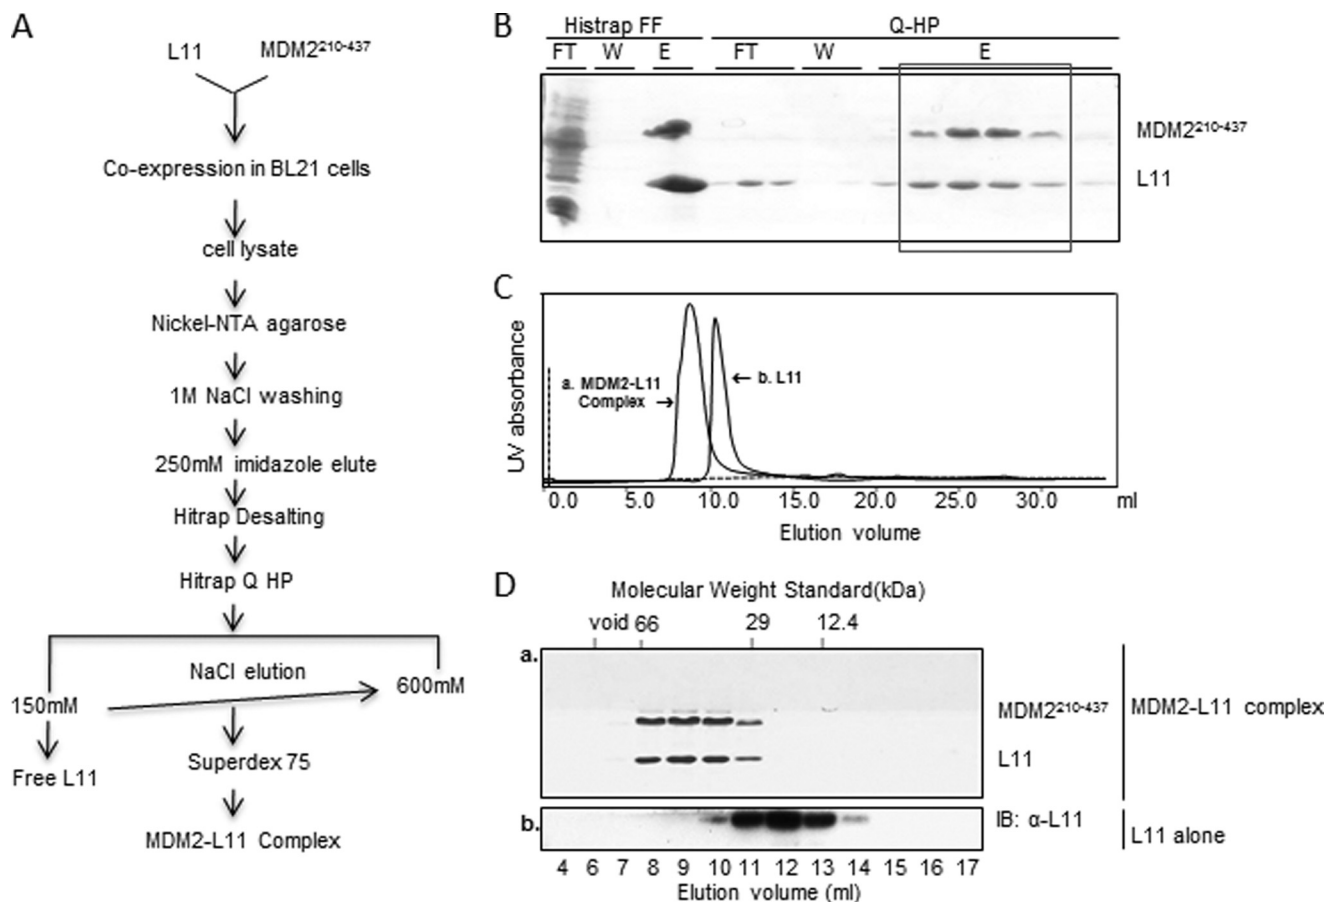 A
L11
MDM2²¹⁰⁻⁴³⁷
Co-expression in BL21 cells
cell lysate
Nickel-NTA agarose
1M NaCl washing
250mM imidazole elute
Hitrap Desalting
Hitrap Q HP
NaCl elution
150mM
600mM
Free L11
Superdex 75
MDM2-L11 Complex
B
Histrap FF
Q-HP
FT W E FT W E
MDM2²¹⁰⁻⁴³⁷
L11
C
UV absorbance
a. MDM2-L11
Complex
b. L11
0.0 5.0 10.0 15.0 20.0 25.0 30.0 ml
Elution volume
D
Molecular Weight Standard(kDa)
void 66 29 12.4
a.
MDM2²¹⁰⁻⁴³⁷
L11
MDM2-L11 complex
b.
IB: α-L11
L11 alone
4 6 7 8 9 10 11 12 13 14 15 16 17
Elution volume (ml)